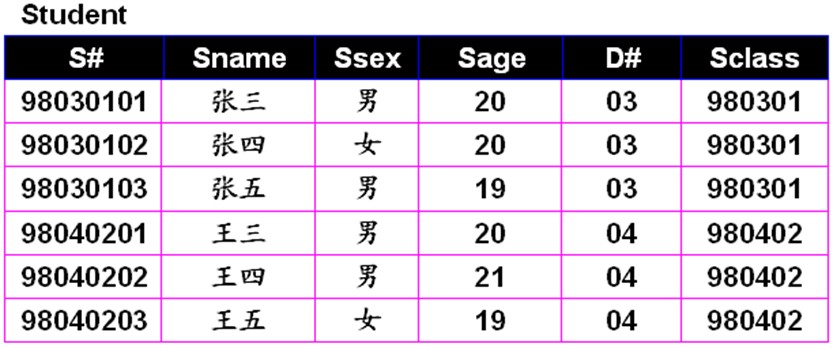 Student
S# Sname Ssex Sage D# Sclass
98030101 张三 男 20 03 980301
98030102 张四 女 20 03 980301
98030103 张五 男 19 03 980301
98040201 王三 男 20 04 980402
98040202 王四 男 21 04 980402
98040203 王五 女 19 04 980402